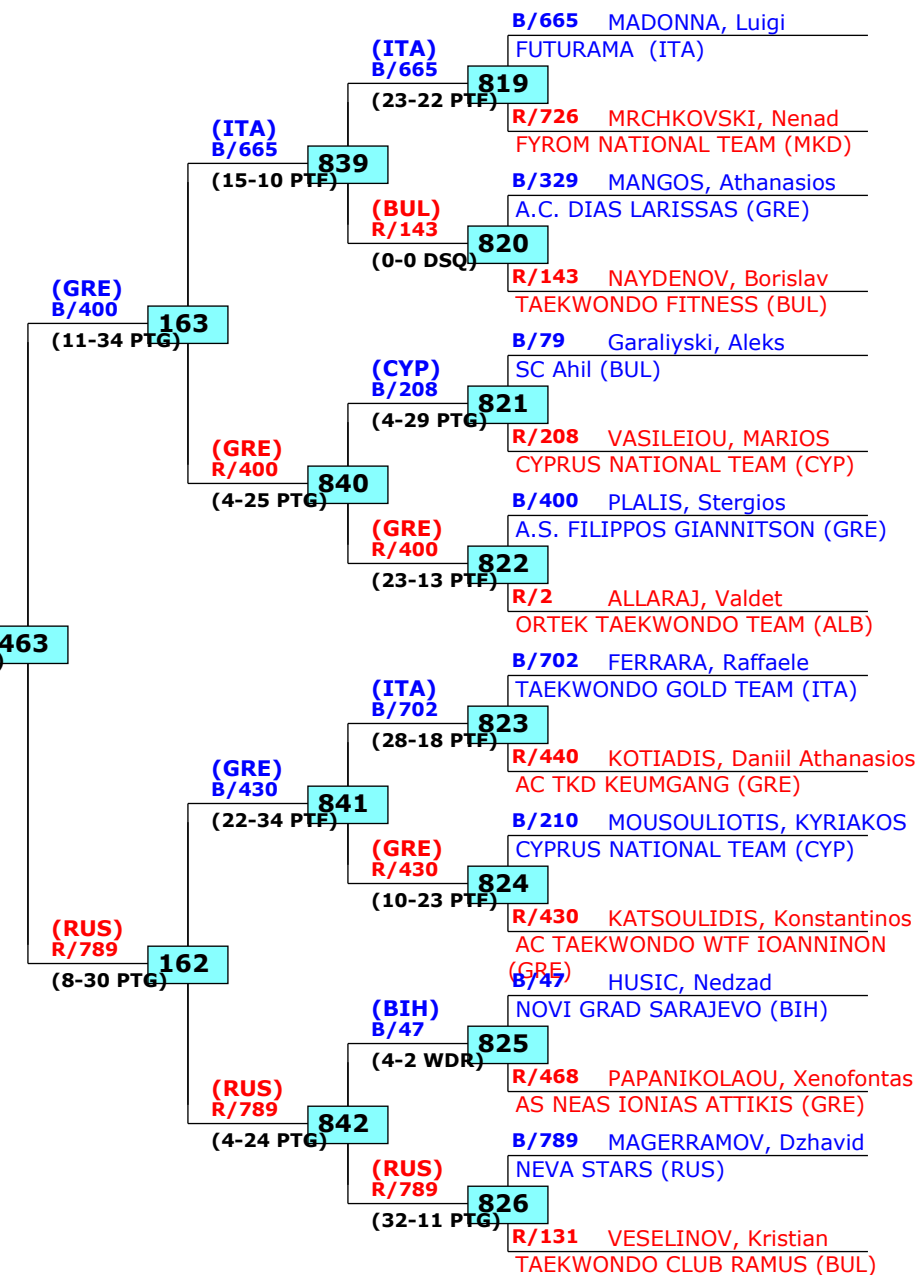 B/665 MADONNA, Luigi
FUTURAMA (ITA)
(ITA)
B/665
(23-22 PTF)
819
R/726 MRCHKOVSKI, Nenad
FYROM NATIONAL TEAM (MKD)
(ITA)
B/665
(15-10 PTF)
839
B/329 MANGOS, Athanasios
A.C. DIAS LARISSAS (GRE)
(BUL)
R/143
(0-0 DSQ)
820
R/143 NAYDENOV, Borislav
TAEKWONDO FITNESS (BUL)
(GRE)
B/400
(11-34 PTG)
163
B/79 Garaliyski, Aleks
SC Ahil (BUL)
(CYP)
B/208
(4-29 PTG)
821
R/208 VASILEIOU, MARIOS
CYPRUS NATIONAL TEAM (CYP)
(GRE)
R/400
(4-25 PTG)
840
B/400 PLALIS, Stergios
A.S. FILIPPOS GIANNITSON (GRE)
(GRE)
R/400
(23-13 PTF)
822
R/2 ALLARAJ, Valdet
ORTEK TAEKWONDO TEAM (ALB)
463
B/702 FERRARA, Raffaele
TAEKWONDO GOLD TEAM (ITA)
(ITA)
B/702
(28-18 PTF)
823
R/440 KOTIADIS, Daniil Athanasios
AC TKD KEUMGANG (GRE)
(GRE)
B/430
(22-34 PTF)
841
B/210 MOUSOULIOTIS, KYRIAKOS
CYPRUS NATIONAL TEAM (CYP)
(GRE)
R/430
(10-23 PTF)
824
R/430 KATSOULIDIS, Konstantinos
AC TAEKWONDO WTF IOANNINON
(GRE)
(RUS)
R/789
(8-30 PTG)
162
B/47 HUSIC, Nedzad
NOVI GRAD SARAJEVO (BIH)
(BIH)
B/47
(4-2 WDR)
825
R/468 PAPANIKOLAOU, Xenofontas
AS NEAS IONIAS ATTIKIS (GRE)
(RUS)
R/789
(4-24 PTG)
842
B/789 MAGERRAMOV, Dzhavid
NEVA STARS (RUS)
(RUS)
R/789
(32-11 PTG)
826
R/131 VESELINOV, Kristian
TAEKWONDO CLUB RAMUS (BUL)